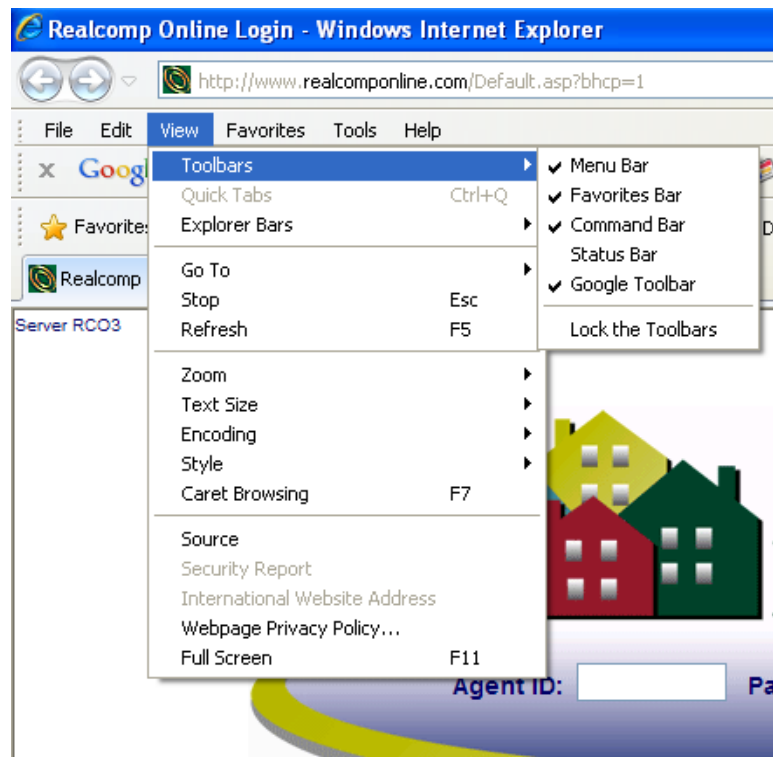 Realcomp Online Login - Windows Internet Explorer
http://www.realcomponline.com/Default.asp?bhcp=1
File Edit View Favorites Tools Help
x Googl
Favorite
Realcomp
Server RCO3
Toolbars
Quick Tabs Ctrl+Q
Explorer Bars
Go To
Stop Esc
Refresh F5
Zoom
Text Size
Encoding
Style
Caret Browsing F7
Source
Security Report
International Website Address
Webpage Privacy Policy...
Full Screen F11
Menu Bar
Favorites Bar
Command Bar
Status Bar
Google Toolbar
Lock the Toolbars
Agent ID: Pa